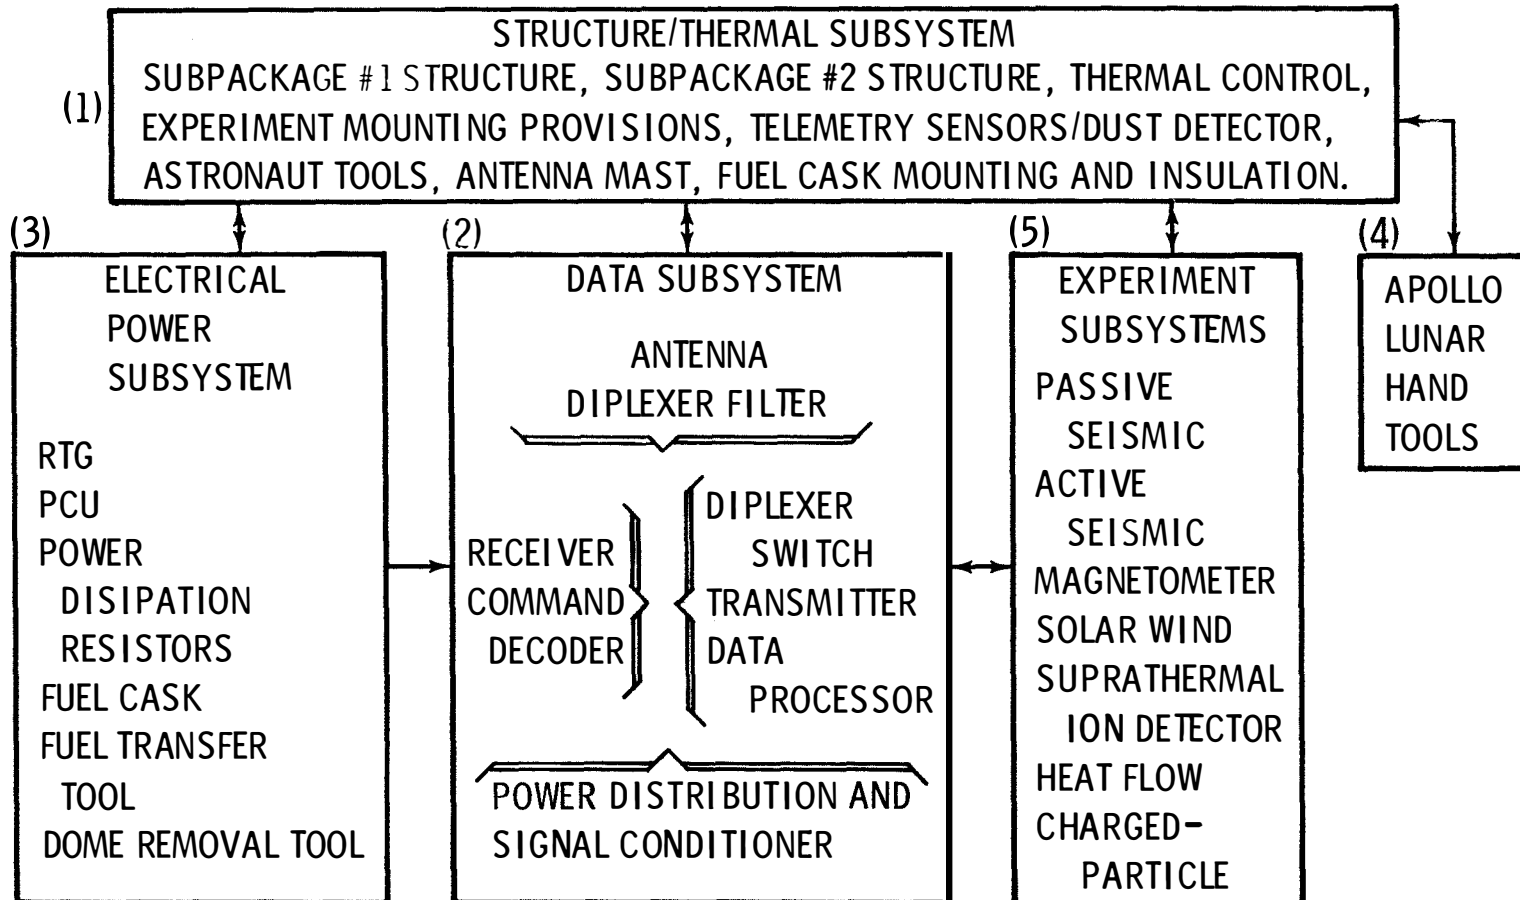 STRUCTURE/THERMAL SUBSYSTEM
(1)
SUBPACKAGE #1 STRUCTURE, SUBPACKAGE #2 STRUCTURE, THERMAL CONTROL,
EXPERIMENT MOUNTING PROVISIONS, TELEMETRY SENSORS/DUST DETECTOR,
ASTRONAUT TOOLS, ANTENNA MAST, FUEL CASK MOUNTING AND INSULATION.
(3)
ELECTRICAL
POWER
SUBSYSTEM
RTG
PCU
POWER
DISIPATION
RESISTORS
FUEL CASK
FUEL TRANSFER
TOOL
DOME REMOVAL TOOL
(2)
DATA SUBSYSTEM
ANTENNA
DIPLEXER FILTER
RECEIVER
COMMAND
DECODER
DIPLEXER
SWITCH
TRANSMITTER
DATA
PROCESSOR
POWER DISTRIBUTION AND
SIGNAL CONDITIONER
(5)
EXPERIMENT
SUBSYSTEMS
PASSIVE
SEISMIC
ACTIVE
SEISMIC
MAGNETOMETER
SOLAR WIND
SUPRATHERMAL
ION DETECTOR
HEAT FLOW
CHARGED-
PARTICLE
(4)
APOLLO
LUNAR
HAND
TOOLS